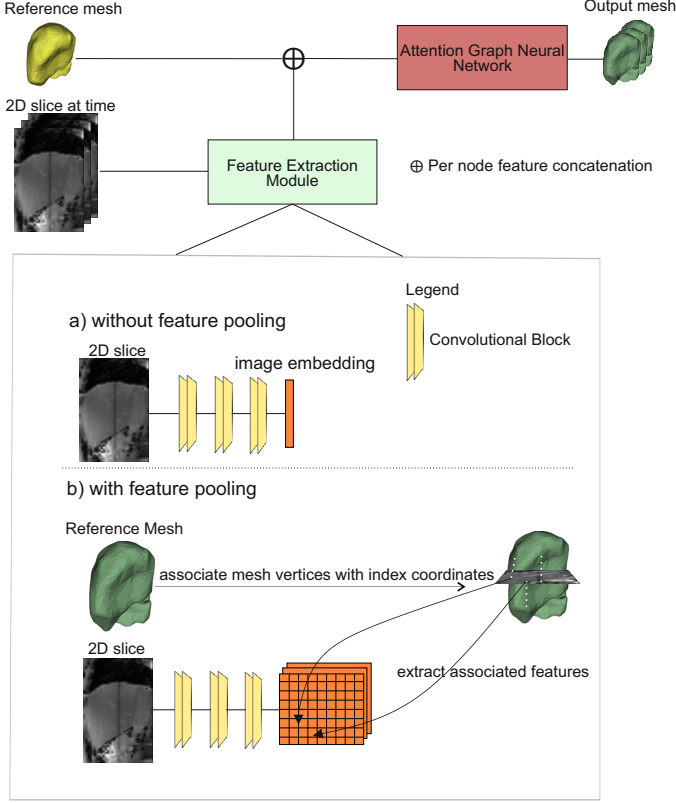 Reference mesh
Output mesh
Attention Graph Neural
Network
2D slice at time
Feature Extraction
Module
⊕ Per node feature concatenation
Legend
Convolutional Block
a) without feature pooling
2D slice
image embedding
b) with feature pooling
Reference Mesh
associate mesh vertices with index coordinates
2D slice
extract associated features